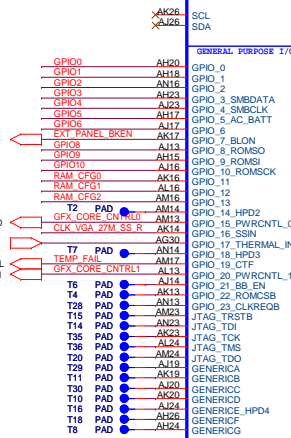 AK26 SCL
AJ26 SDA
GENERAL PURPOSE I/
GPIO0 AH20 GPIO_0
GPIO1 AH18 GPIO_1
GPIO2 AN16 GPIO_2
GPIO3 AH23 GPIO_3_SMBDATA
GPIO4 AJ23 GPIO_4_SMBCLK
GPIO5 AH17 GPIO_5_AC_BATT
GPIO6 AJ17 GPIO_6
EXT_PANEL_BKEN AK17 GPIO_7_BLON
GPIO8 AJ13 GPIO_8_ROMSO
GPIO9 AH15 GPIO_9_ROMSI
GPIO10 AJ16 GPIO_10_ROMSCK
RAM_CFG0 AK16 GPIO_11
RAM_CFG1 AL16 GPIO_12
RAM_CFG2 AM16 GPIO_13
T2 PAD AM14 GPIO_14_HPD2
GFX_CORE_CNTRL0 AM13 GPIO_15_PWRCNTL_0
CLK_VGA_27M_SS_R AK14 GPIO_16_SSIN
AG30 GPIO_17_THERMAL_IN
T7 PAD AN14 GPIO_18_HPD3
TEMP_FAIL AM17 GPIO_19_CTF
GFX_CORE_CNTRL1 AL13 GPIO_20_PWRCNTL_1
T6 PAD AJ14 GPIO_21_BB_EN
T4 PAD AK13 GPIO_22_ROMCSB
T28 PAD AN13 GPIO_23_CLKREQB
T15 PAD AM23 JTAG_TRSTB
T14 PAD AN23 JTAG_TDI
T35 PAD AK23 JTAG_TCK
T36 PAD AL24 JTAG_TMS
T20 PAD AM24 JTAG_TDO
T29 PAD AJ19 GENERICA
T11 PAD AK19 GENERICB
T30 PAD AJ20 GENERICC
T10 PAD AK20 GENERICD
T16 PAD AJ24 GENERICE_HPD4
T18 PAD AH26 GENERICF
T8 PAD AH24 GENERICG